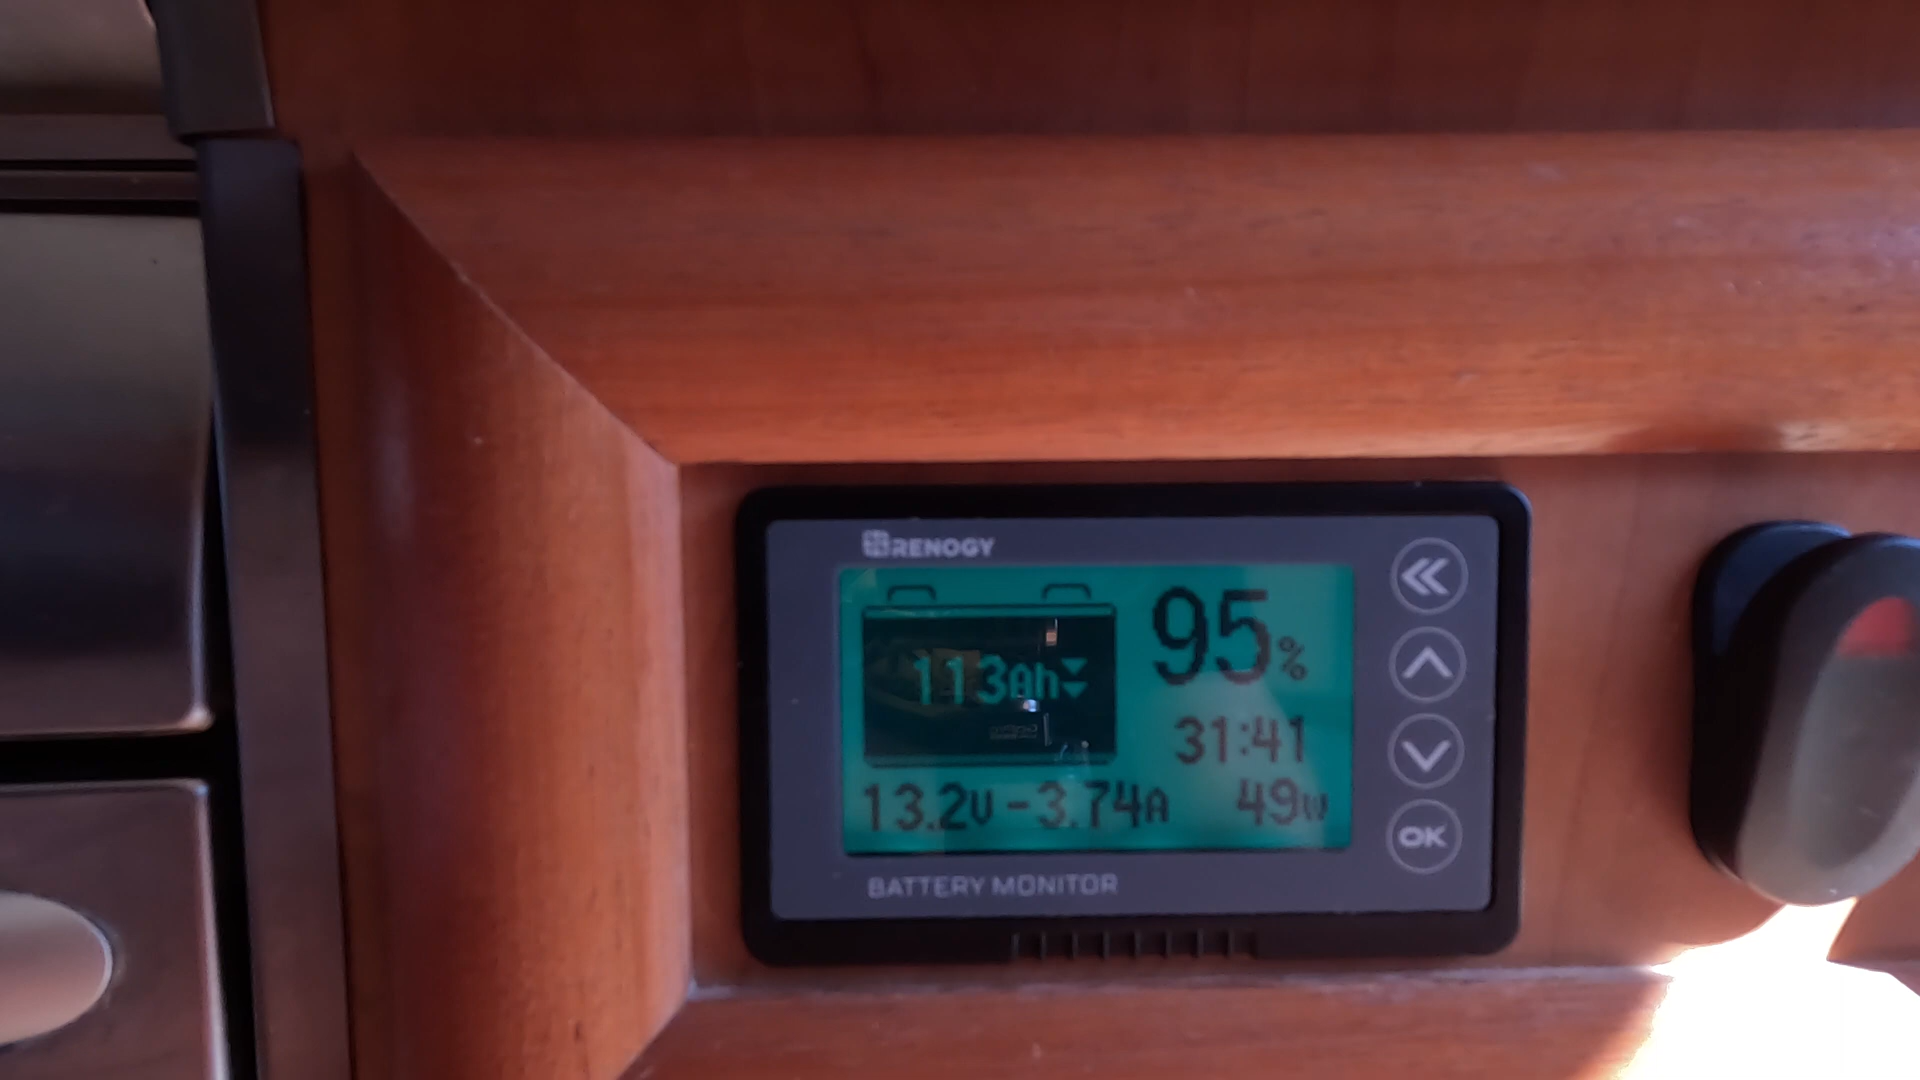 RENOGY
113Ah
95%
31:41
13.2V -3.74A 49W
OK
BATTERY MONITOR